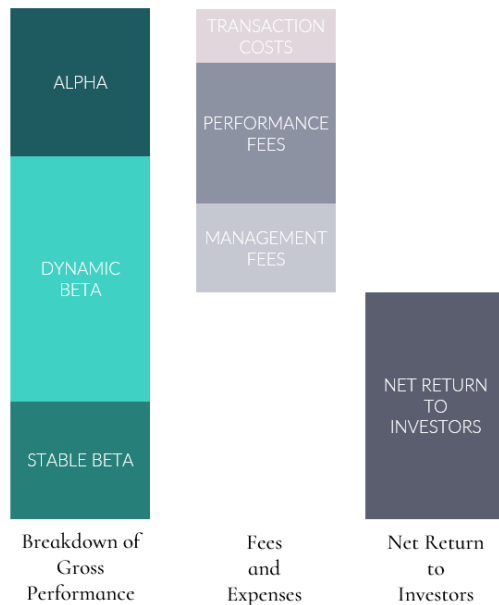 ALPHA
DYNAMIC
BETA
STABLE BETA
Breakdown of
Gross
Performance
TRANSACTION
COSTS
PERFORMANCE
FEES
MANAGEMENT
FEES
Fees
and
Expenses
NET RETURN
TO
INVESTORS
Net Return
to
Investors